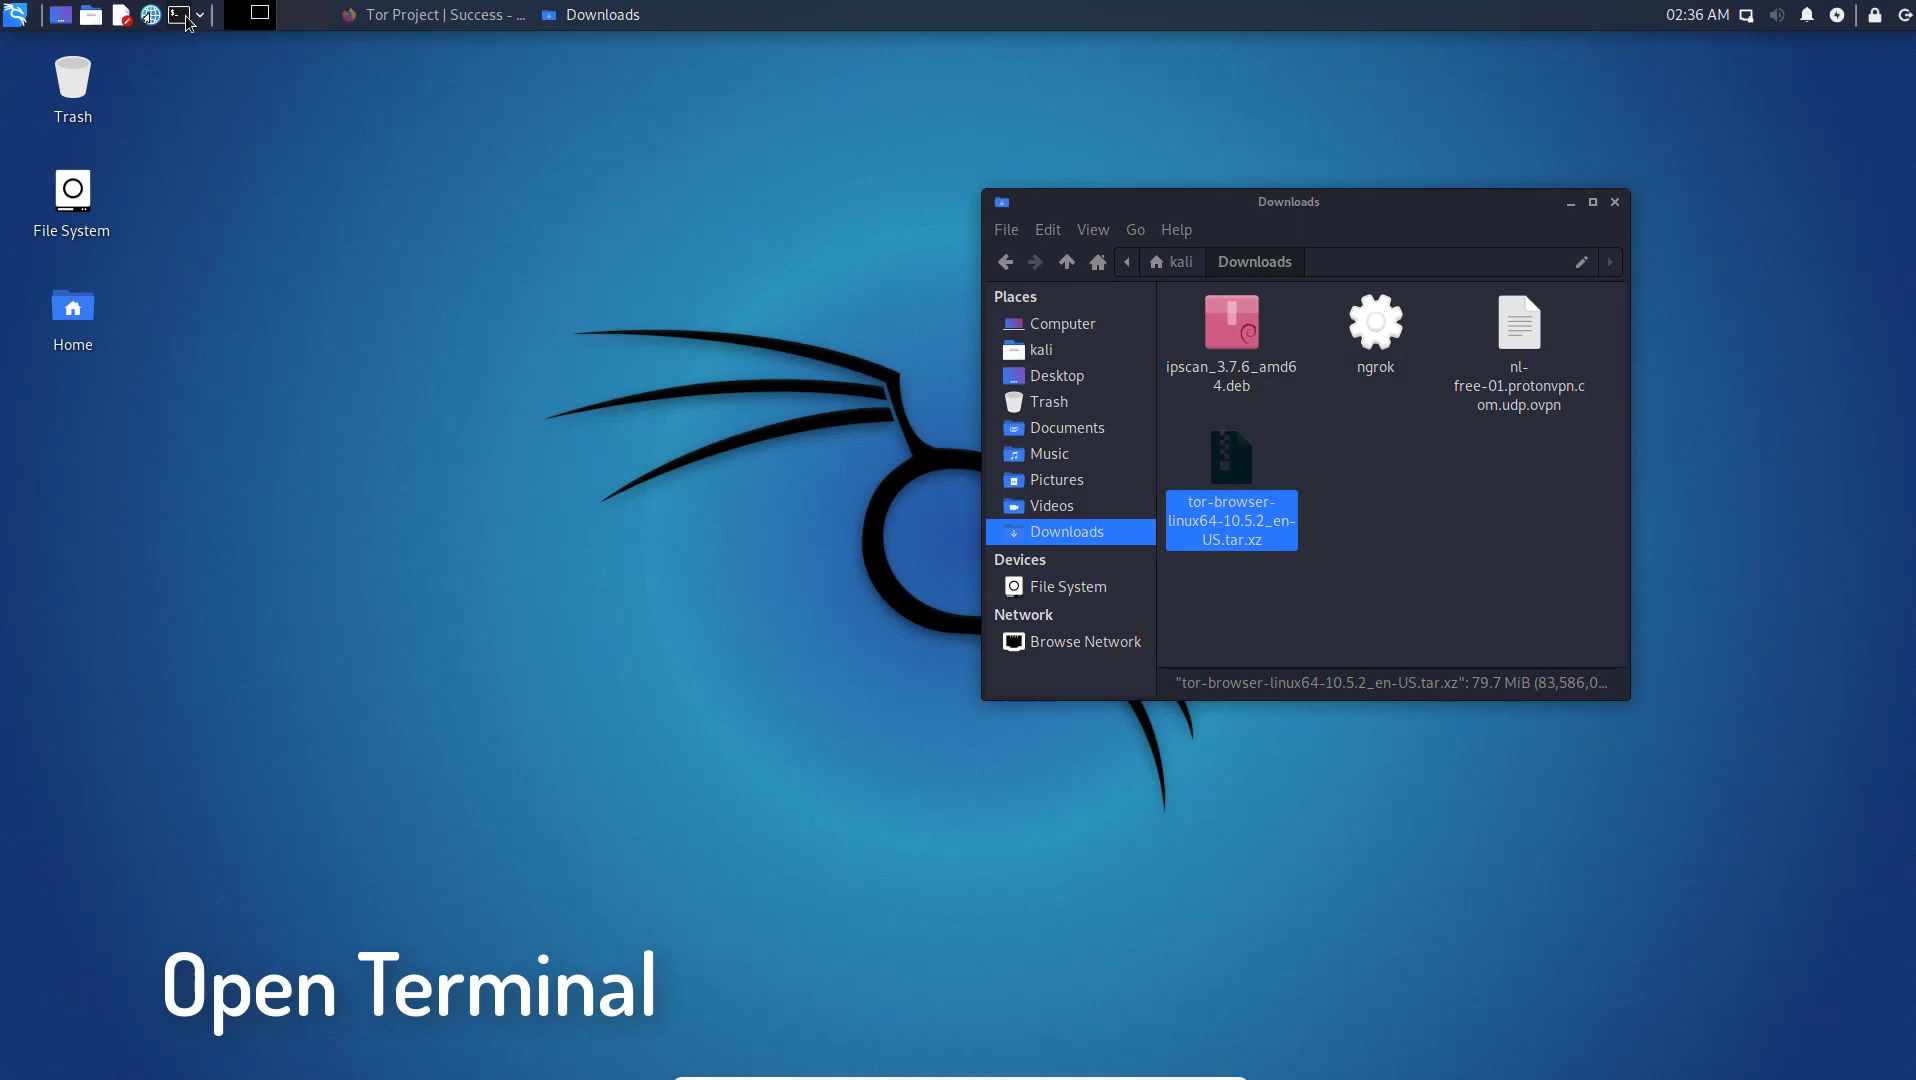 Tor Project | Success - ...
Downloads
02:36 AM
Trash
File System
Home
Downloads
File Edit View Go Help
kali
Downloads
Places
Computer
kali
Desktop
Trash
Documents
Music
Pictures
Videos
Downloads
Devices
File System
Network
Browse Network
ipscan_3.7.6_amd6
4.deb
ngrok
nl-
free-01.protonvpn.c
om.udp.ovpn
tor-browser-
linux64-10.5.2_en-
US.tar.xz
"tor-browser-linux64-10.5.2_en-US.tar.xz": 79.7 MiB (83,586,0...
Open Terminal